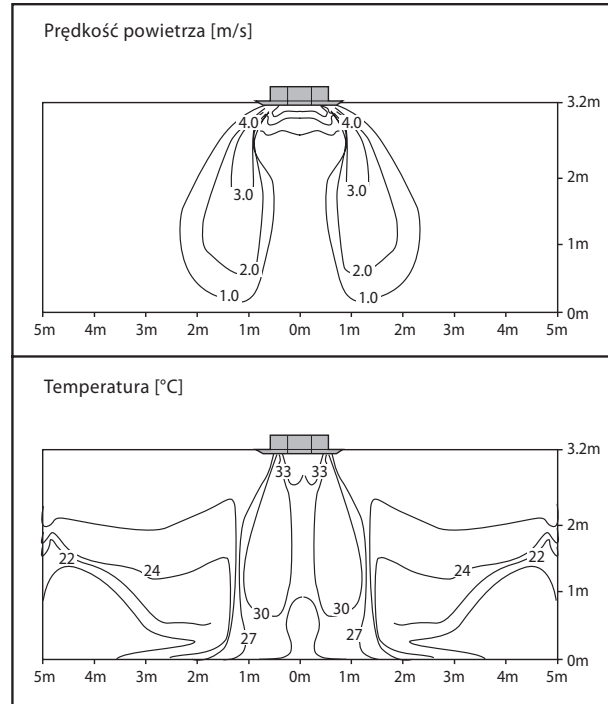 Prędkość powietrza [m/s]
3.2m
4.0 4.0
2m
3.0 3.0
1m
2.0 2.0
1.0 1.0
0m
5m 4m 3m 2m 1m 0m 1m 2m 3m 4m 5m
Temperatura [°C]
3.2m
33 33
2m
22 22
24 24
1m
30 30
27 27
0m
5m 4m 3m 2m 1m 0m 1m 2m 3m 4m 5m